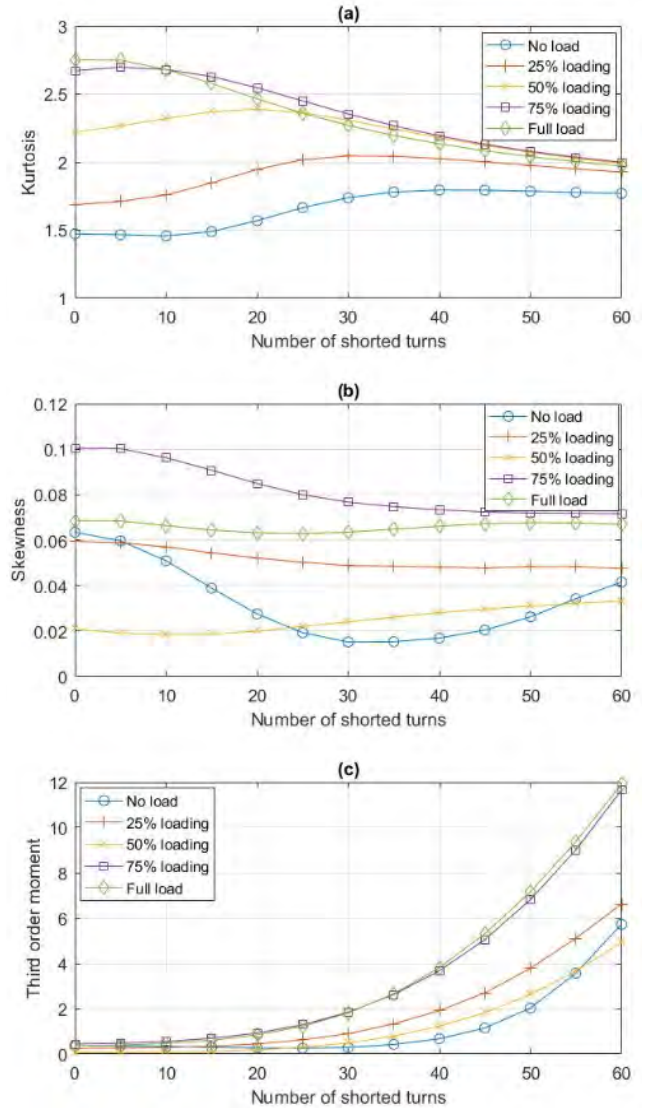 (a)
3
2.5
2
1.5
1
Kurtosis
No load
25% loading
50% loading
75% loading
Full load
0 10 20 30 40 50 60
Number of shorted turns
(b)
0.12
0.1
0.08
0.06
0.04
0.02
0
Skewness
No load
25% loading
50% loading
75% loading
Full load
0 10 20 30 40 50 60
Number of shorted turns
(c)
12
10
8
6
4
2
0
Third order moment
No load
25% loading
50% loading
75% loading
Full load
0 10 20 30 40 50 60
Number of shorted turns